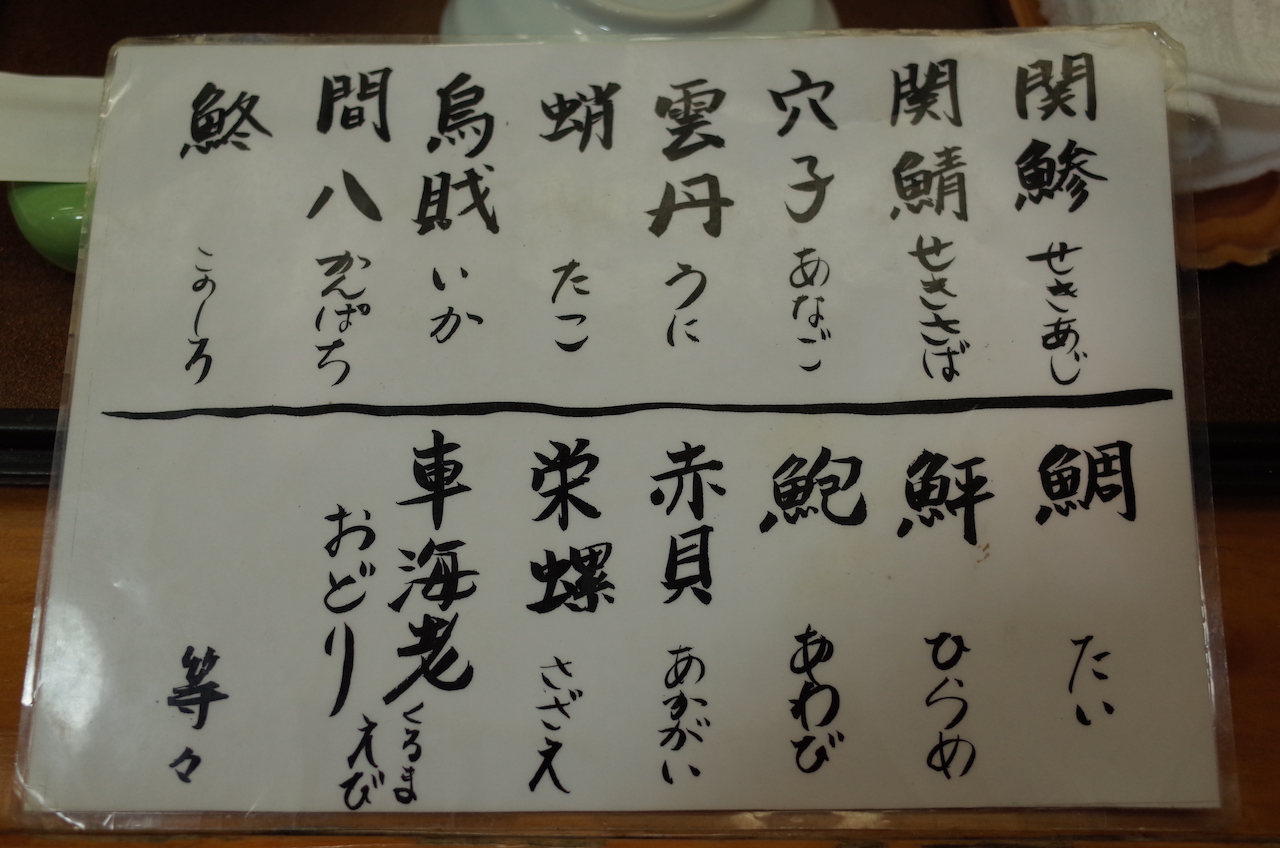 関鯵 せきあじ
関鯖 せきさば
穴子 あなご
雲丹 うに
蛸 たこ
烏賊 いか
間八 かんぱち
鮗 このしろ
鯛 たい
鮃 ひらめ
鮑 あわび
赤貝 あかがい
栄螺 さざえ
車海老 くるまえび
おどり
等々